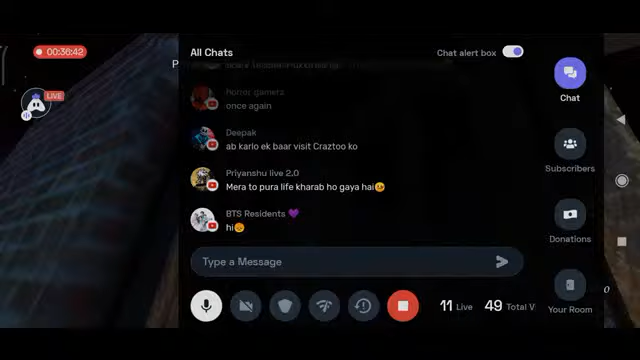 00:36:42
All Chats
Chat alert box
LIVE
Horror gamerz
once again
Chat
Deepak
ab karlo ek baar visit Craztoo ko
Subscribers
Priyanshu live 2.0
Mera to pura life kharab ho gaya hai😕
BTS Residents 💜
hi😊
Donations
Type a Message
11 Live
49 Total V
Your Room